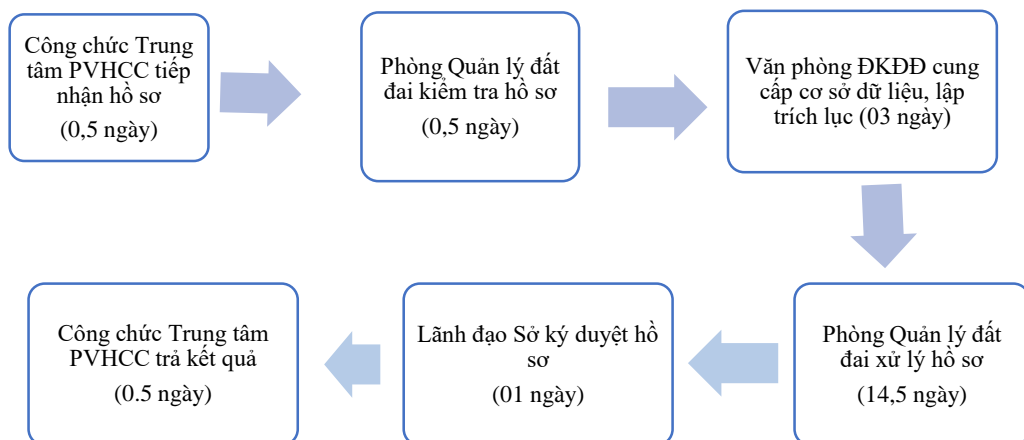 Công chức Trung
tâm PVHCC tiếp
nhận hồ sơ
(0,5 ngày)
Phòng Quản lý đất
đai kiểm tra hồ sơ
(0,5 ngày)
Văn phòng ĐKĐĐ cung
cấp cơ sở dữ liệu, lập
trích lục (03 ngày)
Phòng Quản lý đất
đai xử lý hồ sơ
(14,5 ngày)
Lãnh đạo Sở ký duyệt hồ
sơ
(01 ngày)
Công chức Trung tâm
PVHCC trả kết quả
(0.5 ngày)